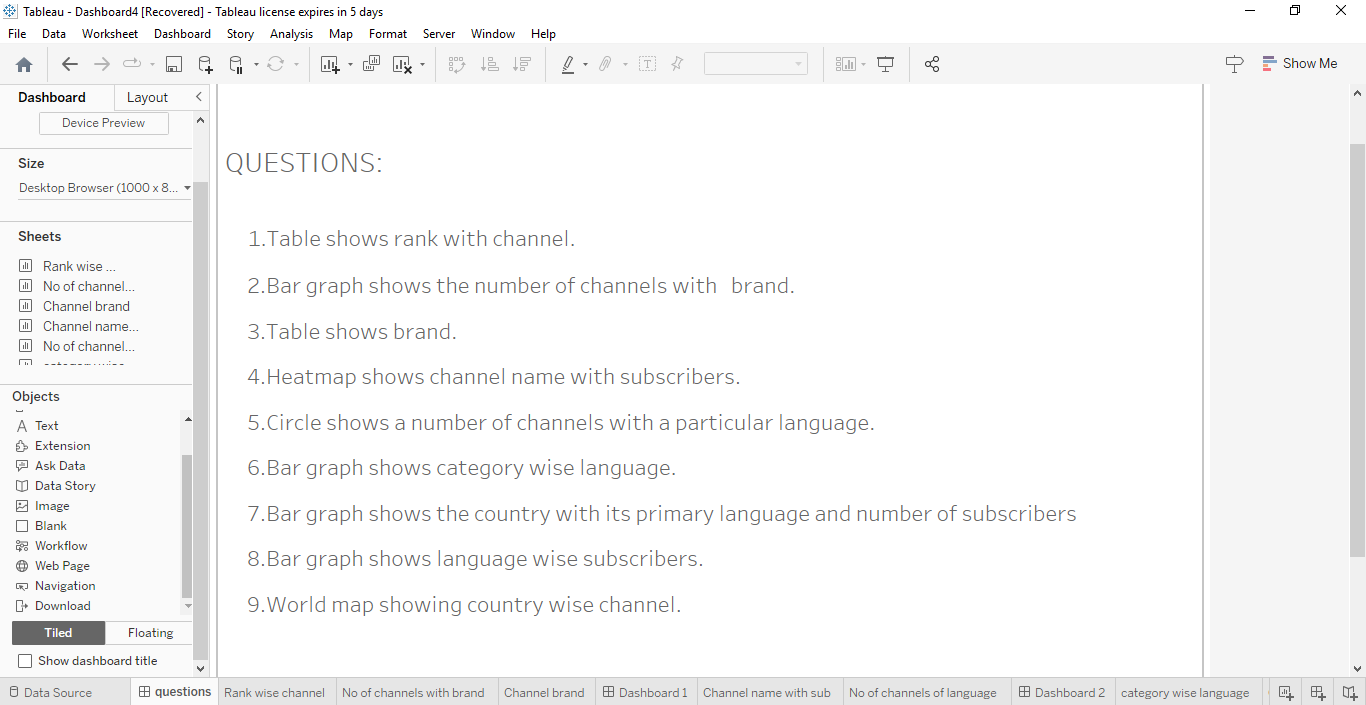 Tableau - Dashboard4 [Recovered] - Tableau license expires in 5 days
File Data Worksheet Dashboard Story Analysis Map Format Server Window Help
Show Me
Dashboard Layout
Device Preview
Size
Desktop Browser (1000 x 8...
Sheets
Rank wise ...
No of channel...
Channel brand
Channel name...
No of channel...
Objects
Text
Extension
Ask Data
Data Story
Image
Blank
Workflow
Web Page
Navigation
Download
Tiled Floating
Show dashboard title
QUESTIONS:
1.Table shows rank with channel.
2.Bar graph shows the number of channels with brand.
3.Table shows brand.
4.Heatmap shows channel name with subscribers.
5.Circle shows a number of channels with a particular language.
6.Bar graph shows category wise language.
7.Bar graph shows the country with its primary language and number of subscribers
8.Bar graph shows language wise subscribers.
9.World map showing country wise channel.
Data Source questions Rank wise channel No of channels with brand Channel brand Dashboard 1 Channel name with sub No of channels of language Dashboard 2 category wise language